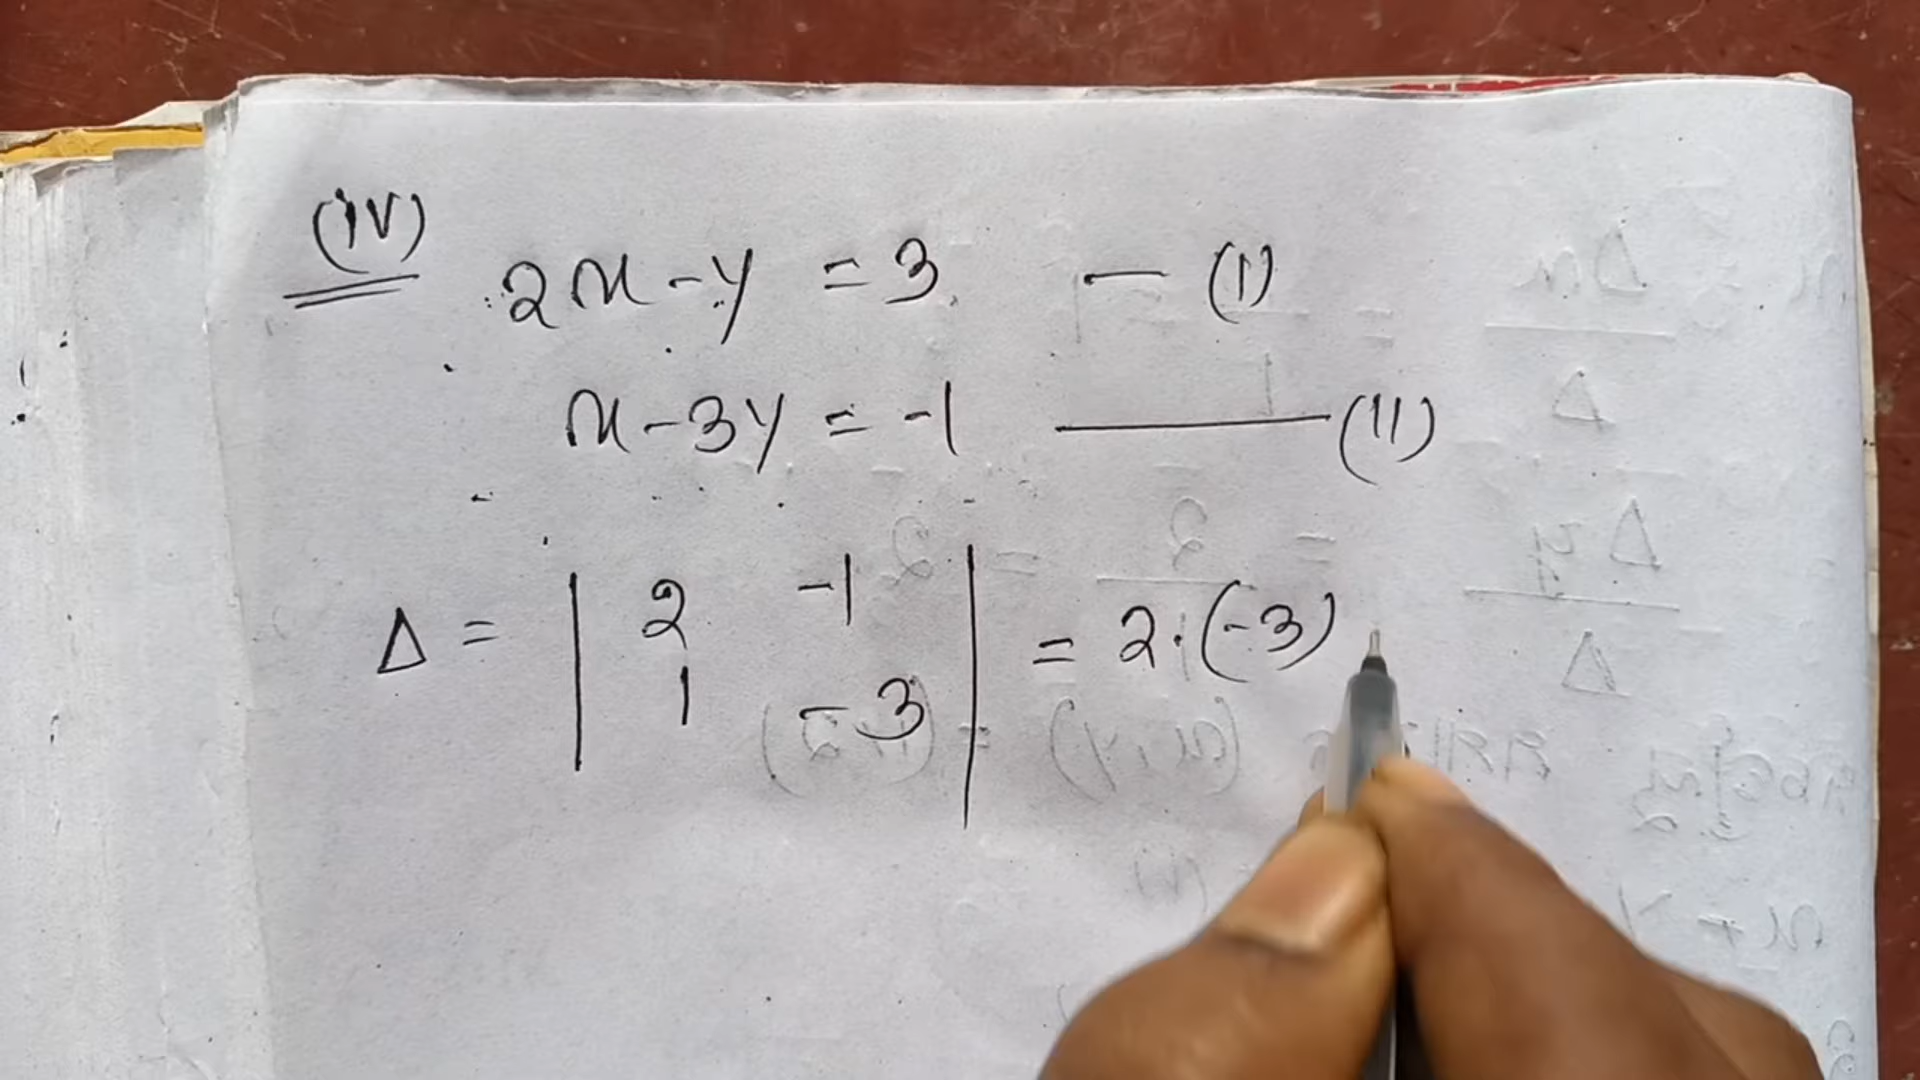 (iv) 2x - y = 3 — (I)
x - 3y = -1 — (II)
Δ = | 2 -1 | = 2·(-3)
| 1 -3 |